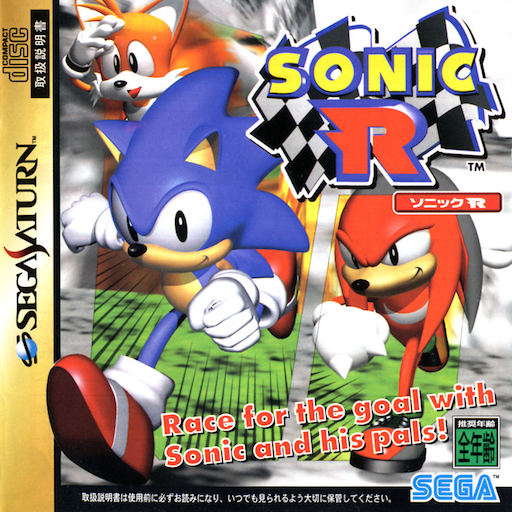 COMPACT
disc
取扱説明書
SEGA SATURN™
SONIC
R
™
ソニックR
Race for the goal with
Sonic and his pals!
推奨年齢
全年齢
SEGA
取扱説明書は使用前に必ずお読みになり、いつでも見られるよう大切に保管してください。